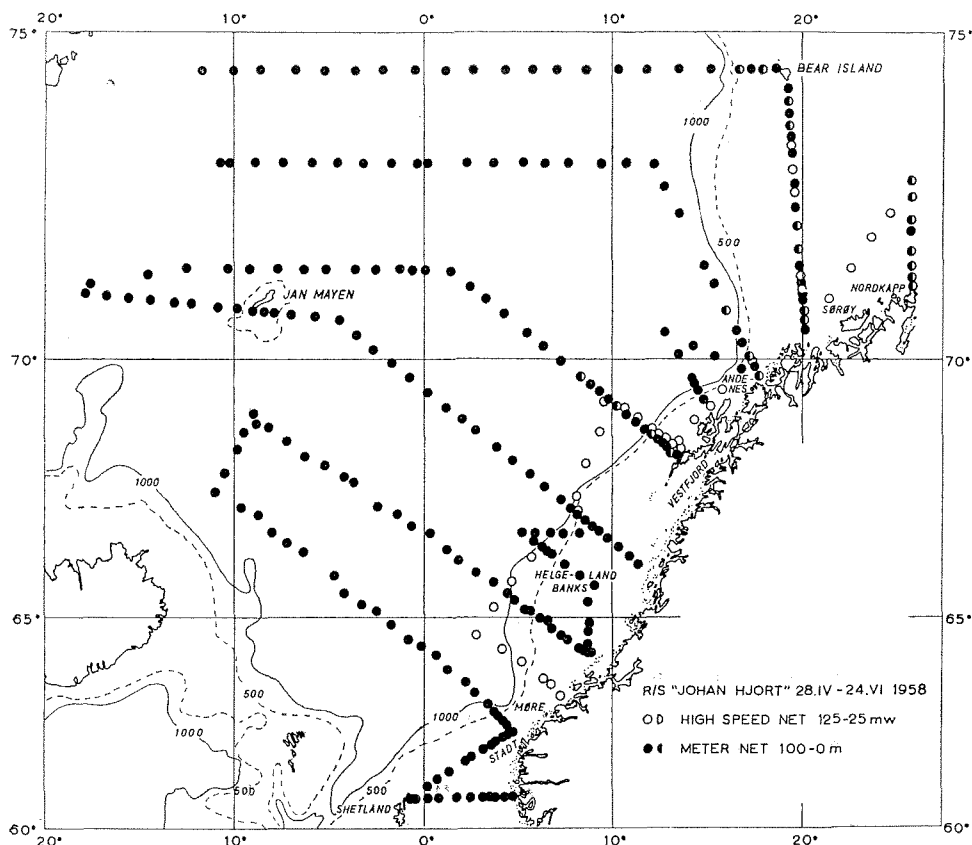 20° 10° 0° 10° 20°
75° 75°
BEAR ISLAND
1000
500
JAN MAYEN
NORDKAPP
SØRØY
70° 70°
ANDE-
NES
1000
VESTFJORD
HELGE-LAND
BANKS
65° 65°
R/S "JOHAN HJORT" 28.IV-24.VI 1958
500
MØRE
1000
HIGH SPEED NET 125-25 mw
1000
STADT
METER NET 100-0 m
500
500
SHETLAND
60° 60°
20° 10° 0° 10° 20°